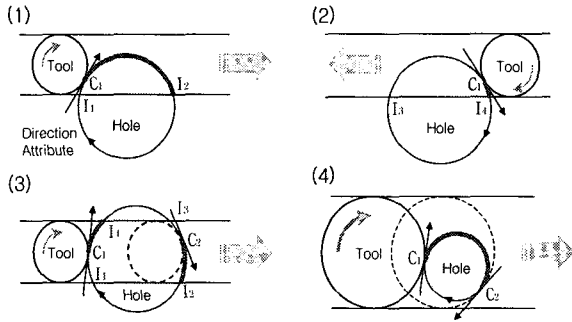 (1)
Tool
C1
I1
I2
Hole
Direction
Attribute
(2)
Tool
C1
I3
I4
Hole
(3)
I3
I4
Tool
C1
C2
I1
I2
Hole
(4)
Tool
C1
Hole
C2